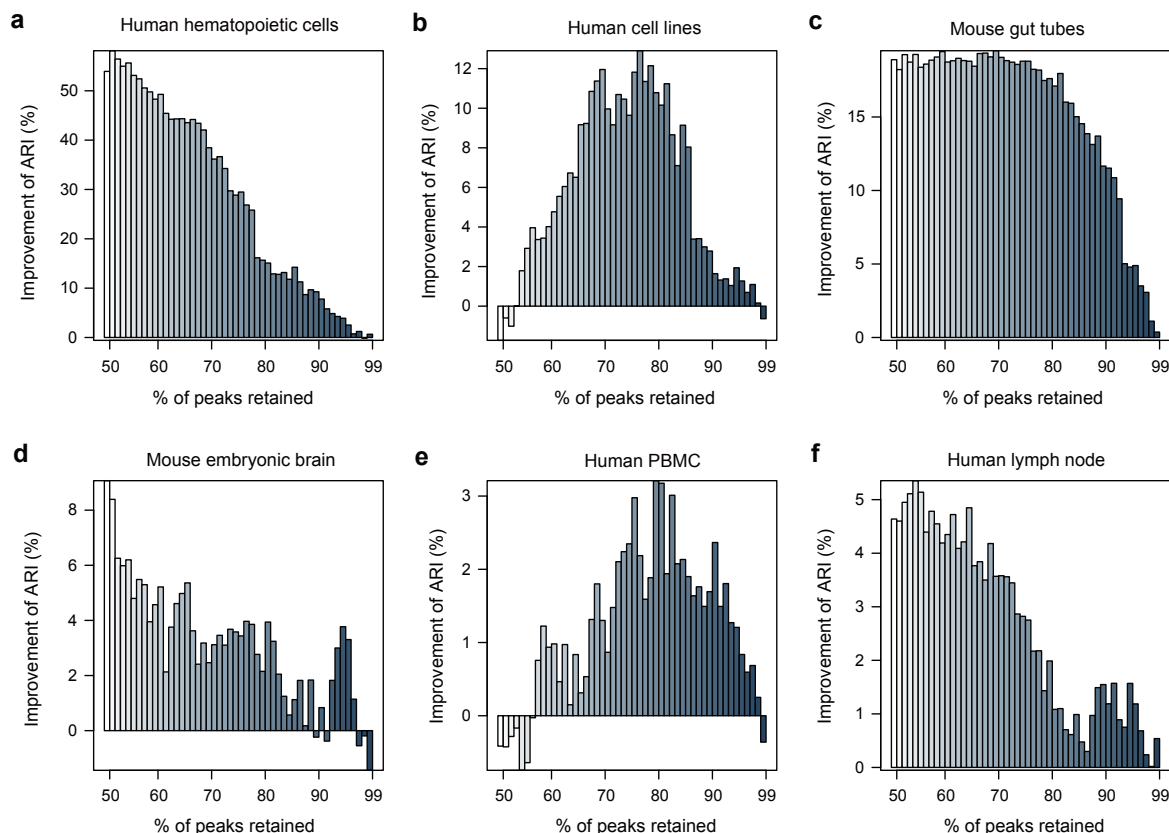 a
Human hematopoietic cells
Improvement of ARI (%)
50
40
30
20
10
0
50 60 70 80 90 99
% of peaks retained
b
Human cell lines
Improvement of ARI (%)
12
10
8
6
4
2
0
50 60 70 80 90 99
% of peaks retained
c
Mouse gut tubes
Improvement of ARI (%)
15
10
5
0
50 60 70 80 90 99
% of peaks retained
d
Mouse embryonic brain
Improvement of ARI (%)
8
6
4
2
0
50 60 70 80 90 99
% of peaks retained
e
Human PBMC
Improvement of ARI (%)
3
2
1
0
50 60 70 80 90 99
% of peaks retained
f
Human lymph node
Improvement of ARI (%)
5
4
3
2
1
0
50 60 70 80 90 99
% of peaks retained